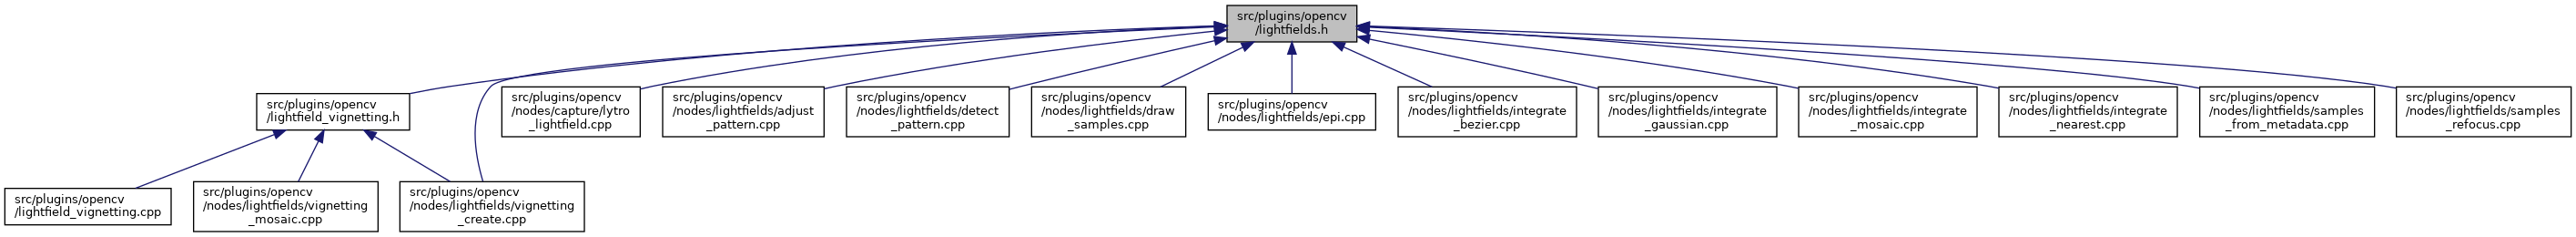 src/plugins/opencv
/lightfields.h
src/plugins/opencv
/lightfield_vignetting.h
src/plugins/opencv
/nodes/capture/lytro
_lightfield.cpp
src/plugins/opencv
/nodes/lightfields/adjust
_pattern.cpp
src/plugins/opencv
/nodes/lightfields/detect
_pattern.cpp
src/plugins/opencv
/nodes/lightfields/draw
_samples.cpp
src/plugins/opencv
/nodes/lightfields/epi.cpp
src/plugins/opencv
/nodes/lightfields/integrate
_bezier.cpp
src/plugins/opencv
/nodes/lightfields/integrate
_gaussian.cpp
src/plugins/opencv
/nodes/lightfields/integrate
_mosaic.cpp
src/plugins/opencv
/nodes/lightfields/integrate
_nearest.cpp
src/plugins/opencv
/nodes/lightfields/samples
_from_metadata.cpp
src/plugins/opencv
/nodes/lightfields/samples
_refocus.cpp
src/plugins/opencv
/lightfield_vignetting.cpp
src/plugins/opencv
/nodes/lightfields/vignetting
_mosaic.cpp
src/plugins/opencv
/nodes/lightfields/vignetting
_create.cpp